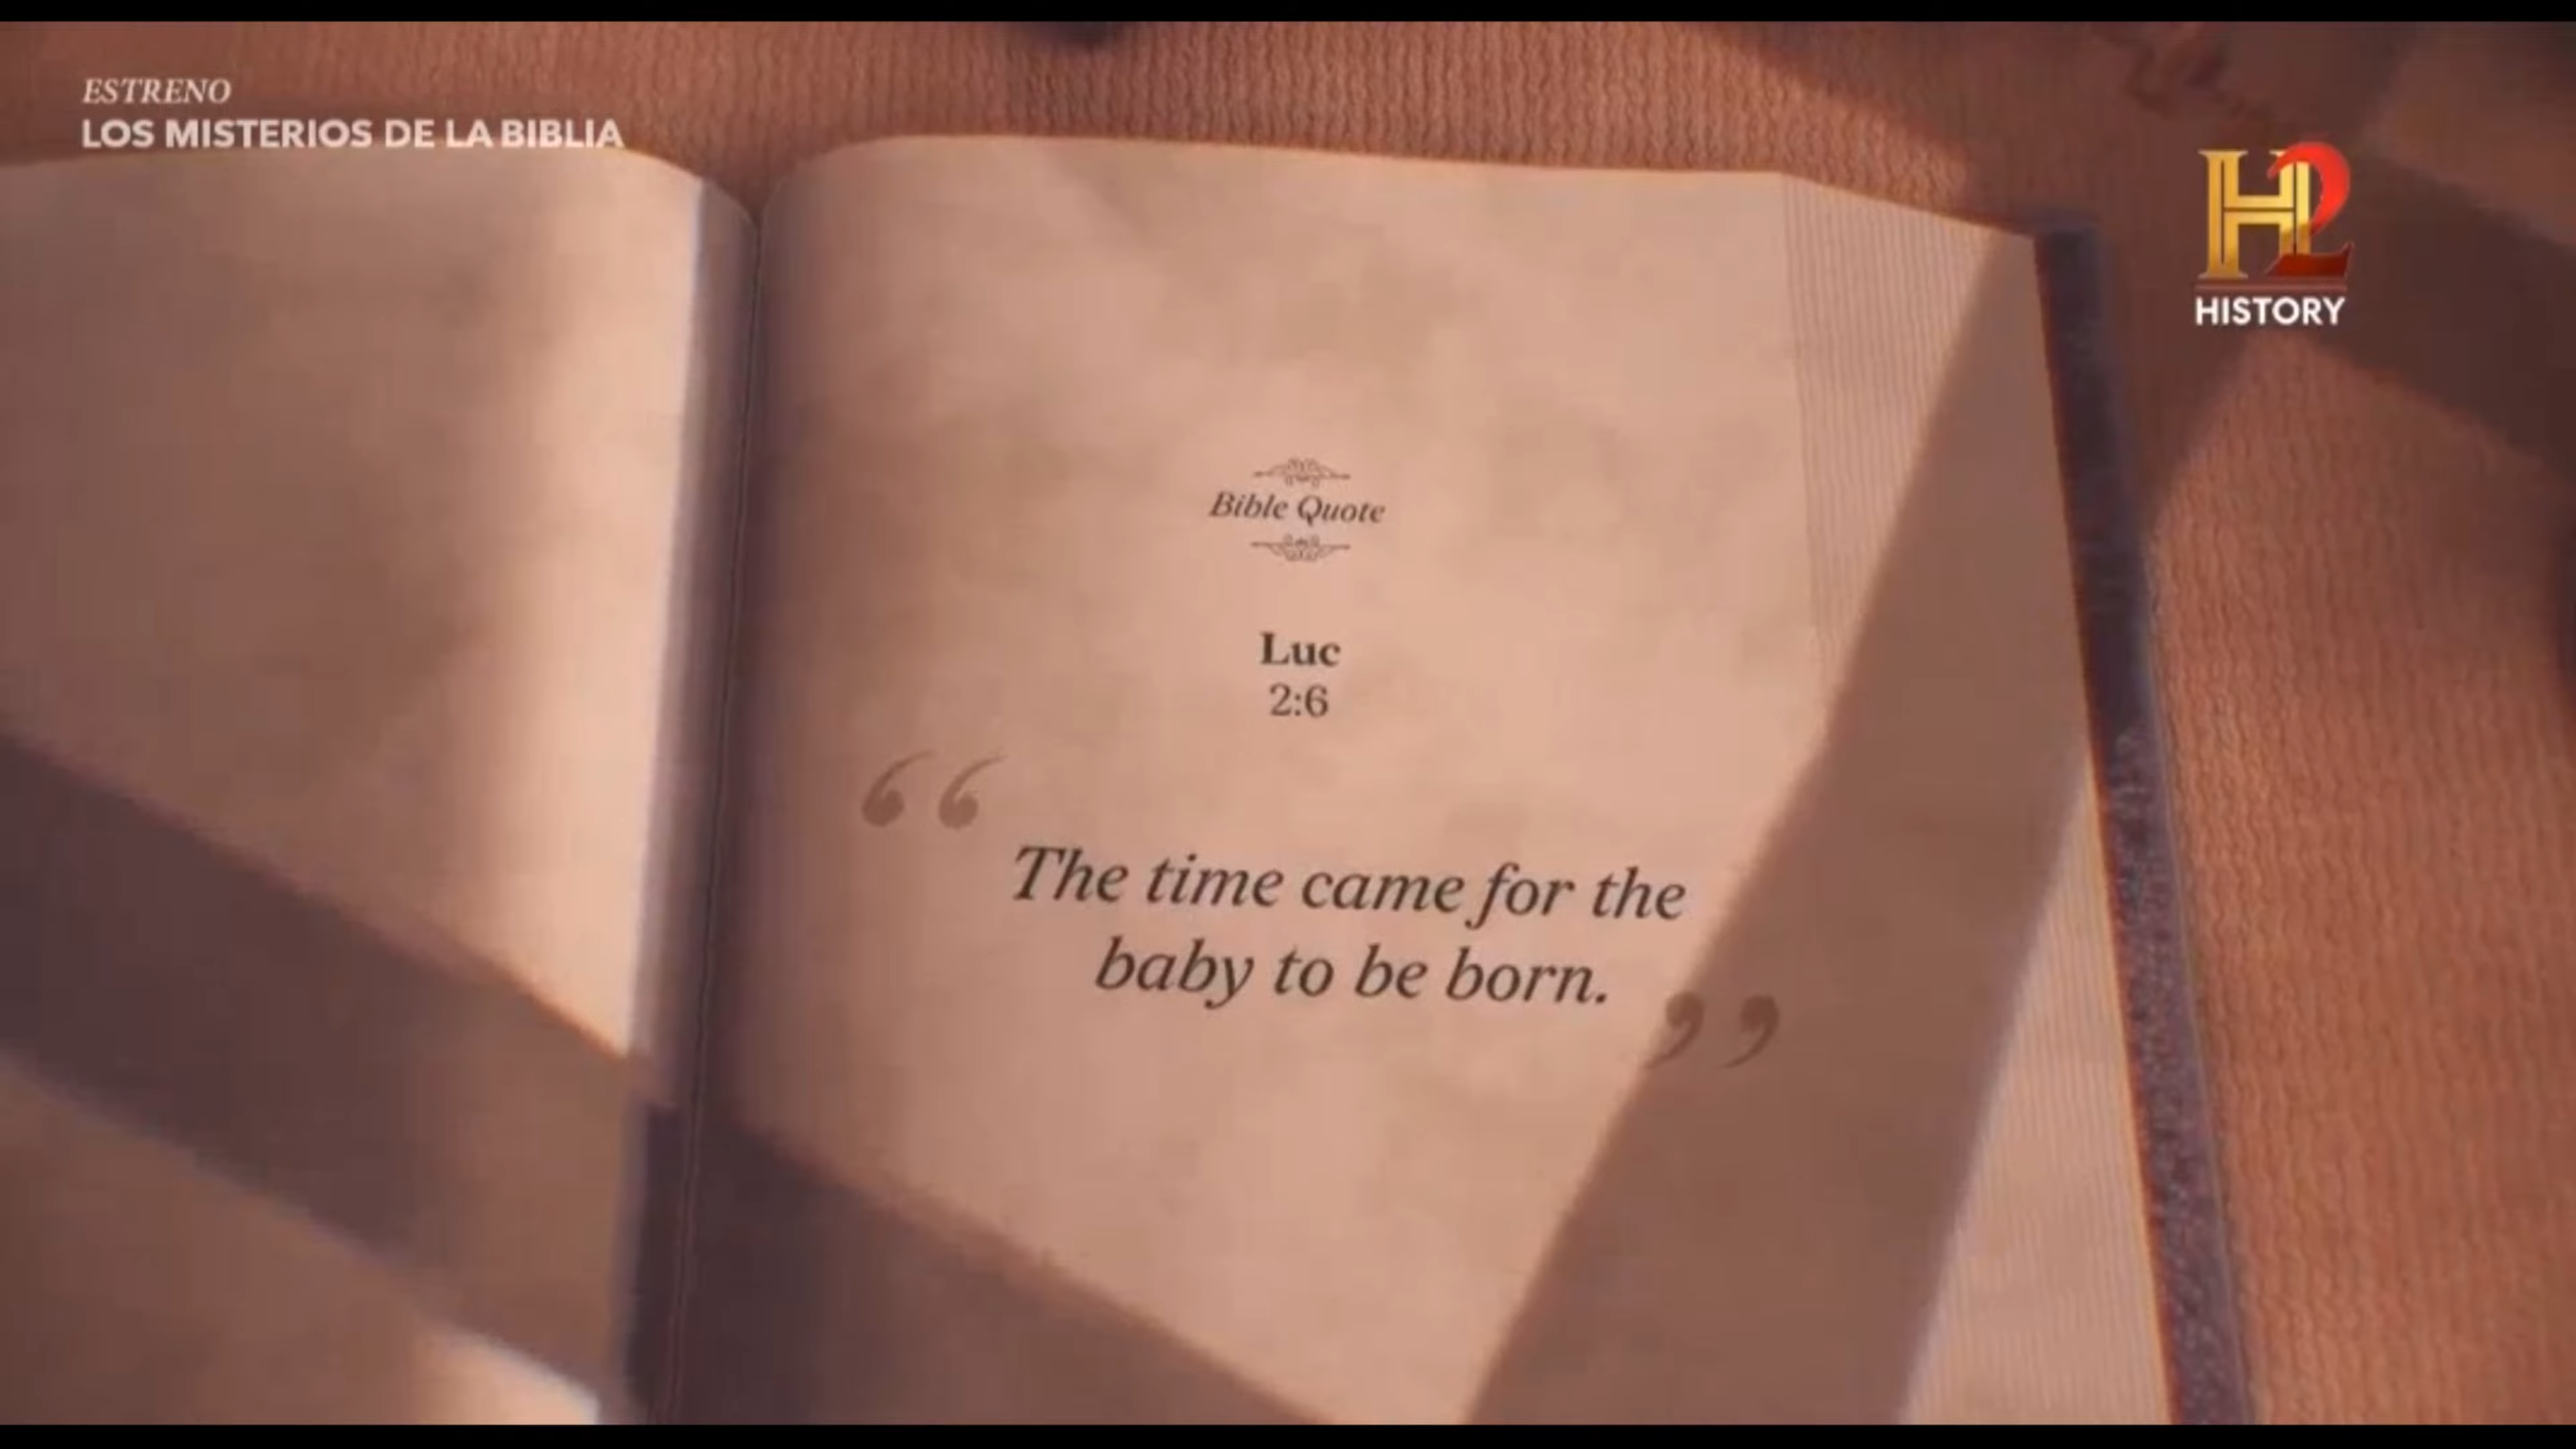 ESTRENO
LOS MISTERIOS DE LA BIBLIA
H2
HISTORY
Bible Quote
Luc
2:6
“The time came for the
baby to be born.”